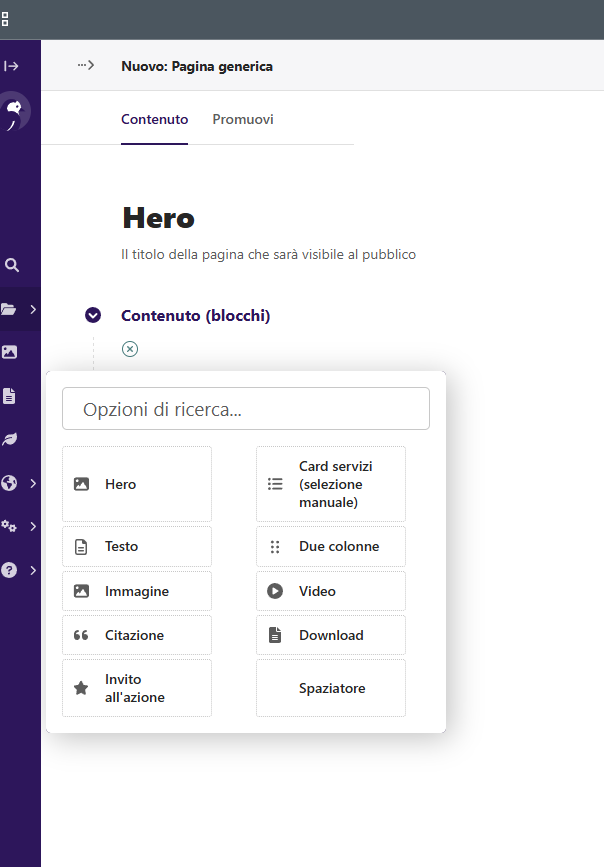 Nuovo: Pagina generica
Contenuto
Promuovi
Hero
Il titolo della pagina che sarà visibile al pubblico
Contenuto (blocchi)
Opzioni di ricerca...
Hero
Card servizi
(selezione
manuale)
Testo
Due colonne
Immagine
Video
Citazione
Download
Invito
all'azione
Spaziatore